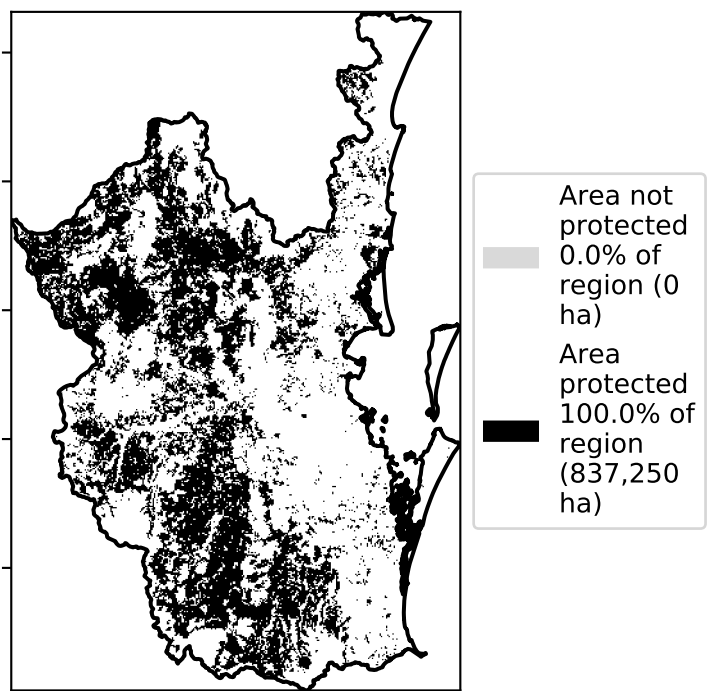 Area not
protected
0.0% of
region (0
ha)
Area
protected
100.0% of
region
(837,250
ha)